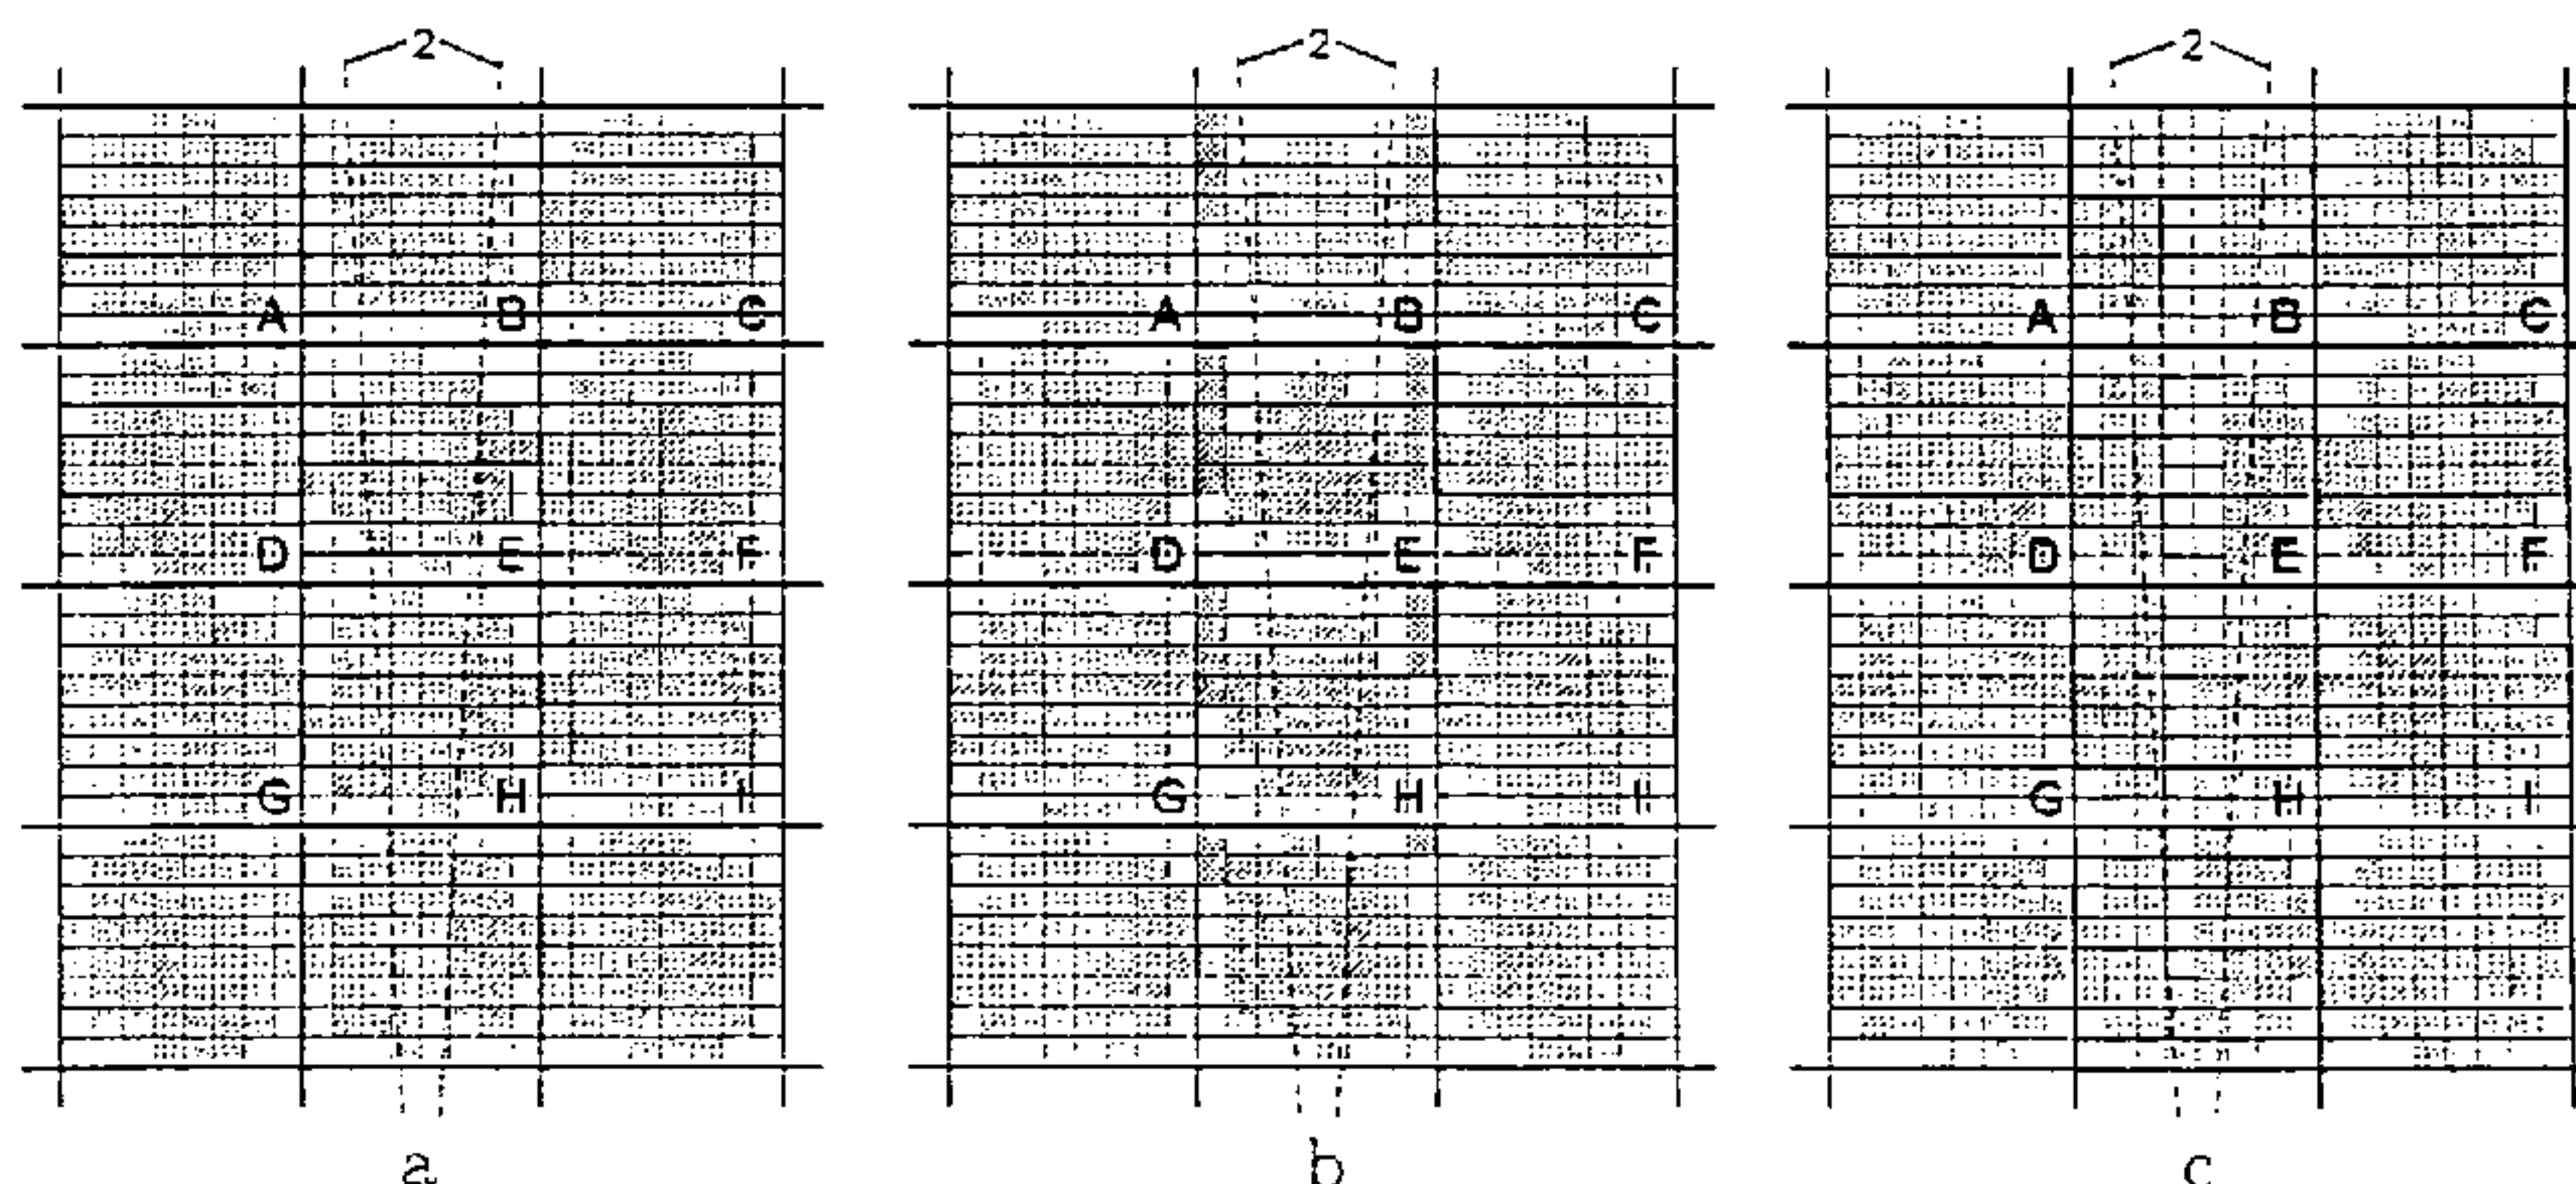 2 2 2
A B C A B C A B C
D E F D E F D E F
G H I G H I G H I
a b c